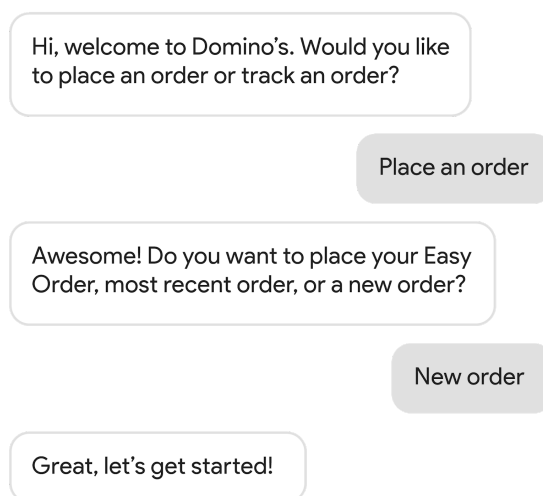 Hi, welcome to Domino’s. Would you like
to place an order or track an order?
Place an order
Awesome! Do you want to place your Easy
Order, most recent order, or a new order?
New order
Great, let’s get started!